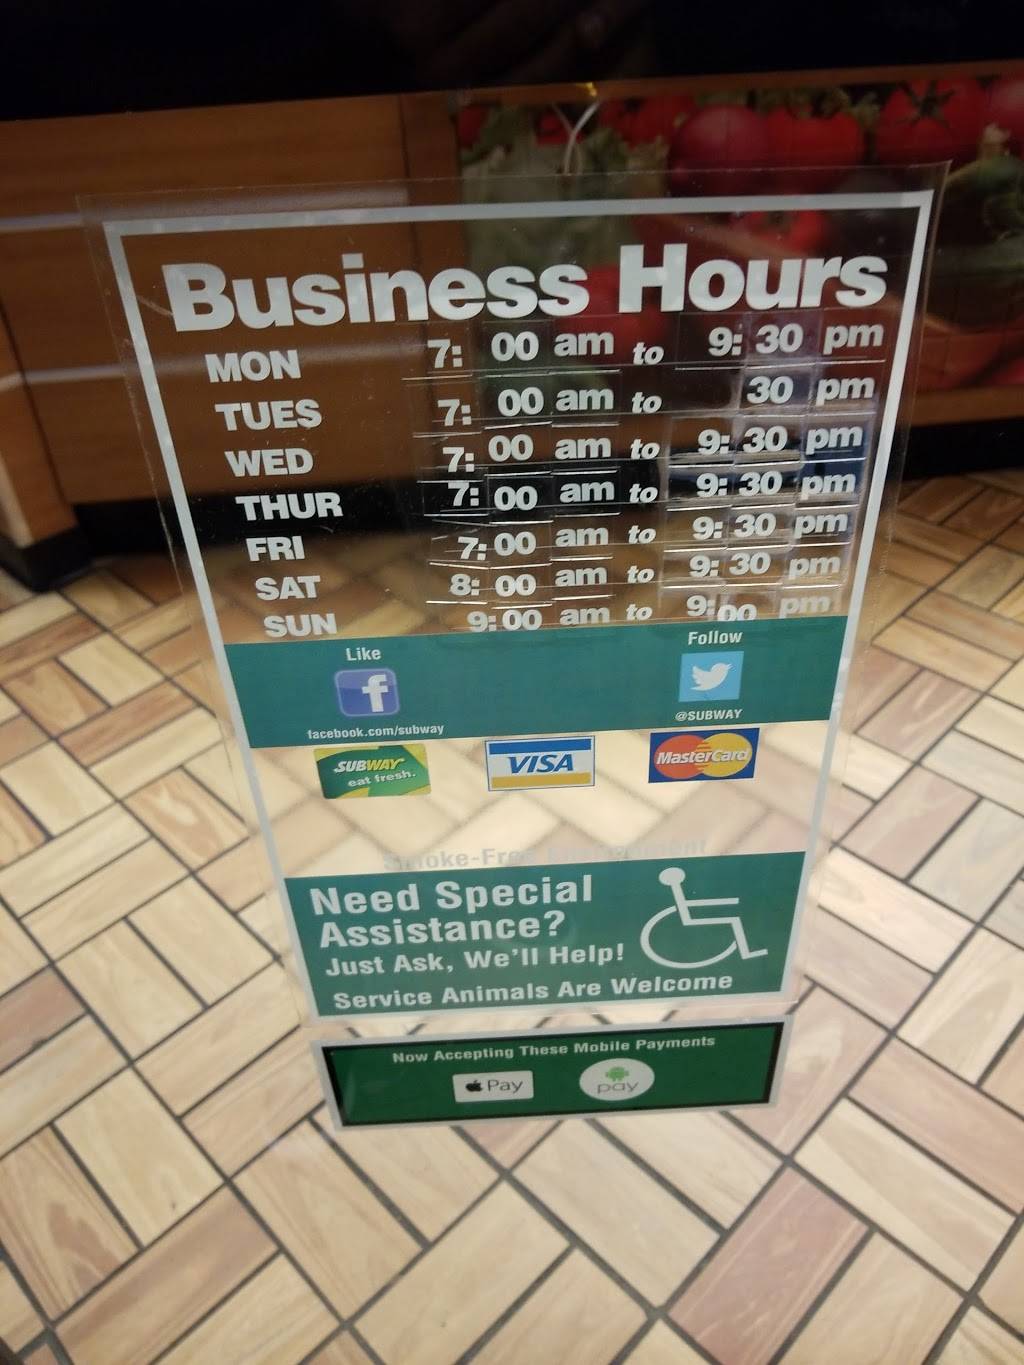 Business Hours
MON 7: 00 am to 9: 30 pm
TUES 7: 00 am to 30 pm
WED 7: 00 am to 9: 30 pm
THUR 7: 00 am to 9: 30 pm
FRI 7: 00 am to 9: 30 pm
SAT 8: 00 am to 9: 30 pm
SUN 9: 00 am to 9: 00 pm
Like
Follow
f
facebook.com/subway
@SUBWAY
SUBWAY
eat fresh.
VISA
MasterCard
Smoke-Free Environment
Need Special
Assistance?
Just Ask, We'll Help!
Service Animals Are Welcome
Now Accepting These Mobile Payments
Pay
pay